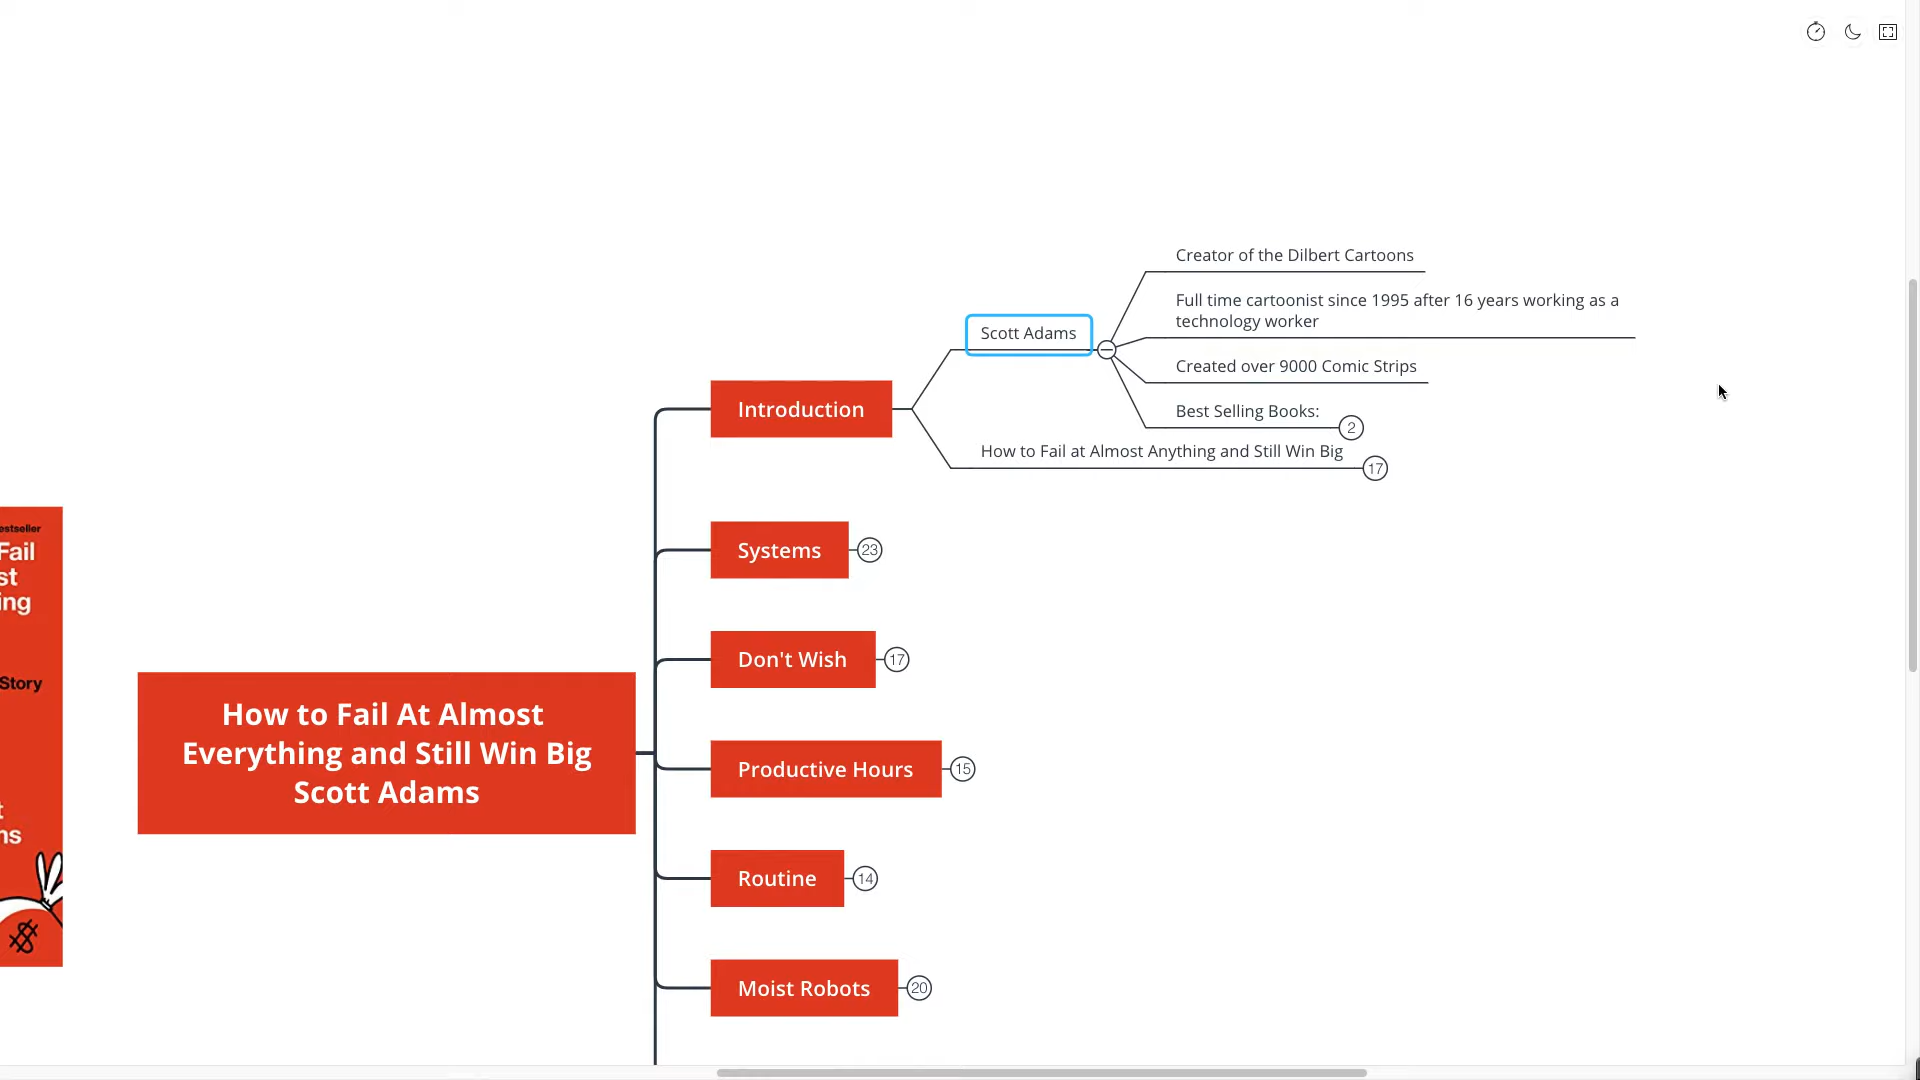 Creator of the Dilbert Cartoons
Full time cartoonist since 1995 after 16 years working as a
technology worker
Scott Adams
Created over 9000 Comic Strips
Introduction
Best Selling Books:
2
How to Fail at Almost Anything and Still Win Big
17
estseller
Fail
st
ing
Story
t
ns
Systems
23
Don't Wish
17
How to Fail At Almost
Everything and Still Win Big
Scott Adams
Productive Hours
15
Routine
14
Moist Robots
20